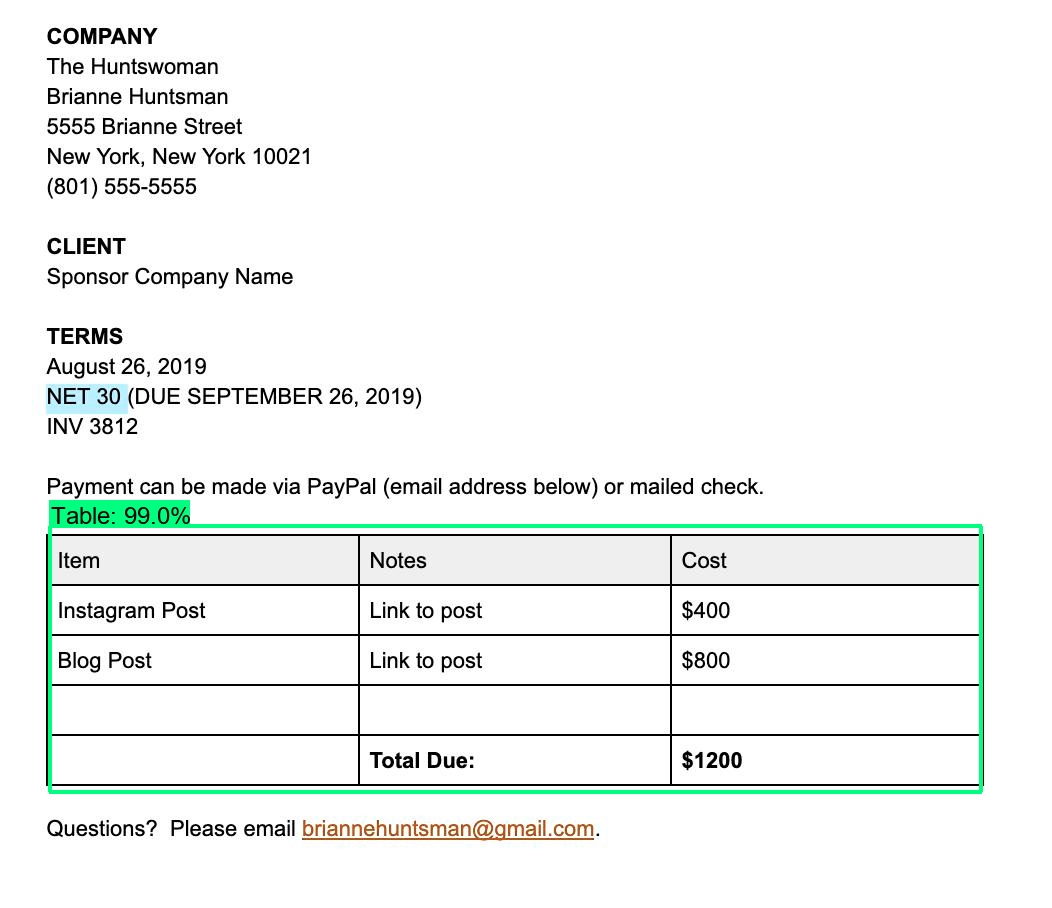 COMPANY
The Huntswoman
Brianne Huntsman
5555 Brianne Street
New York, New York 10021
(801) 555-5555
CLIENT
Sponsor Company Name
TERMS
August 26, 2019
NET 30 (DUE SEPTEMBER 26, 2019)
INV 3812
Payment can be made via PayPal (email address below) or mailed check.
Table: 99.0%
Item Notes Cost
Instagram Post Link to post $400
Blog Post Link to post $800
Total Due: $1200
Questions?  Please email briannehuntsman@gmail.com.